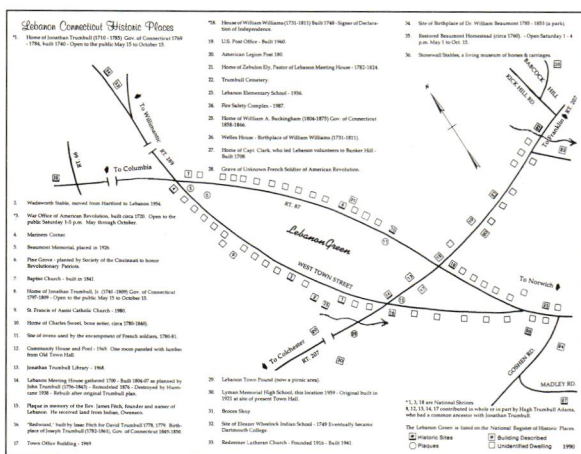 Lebanon Connecticut Historic Places
*1. Home of Jonathan Trumbull (1710 - 1785) Gov. of Connecticut 1769
- 1784, built 1740 - Open to the public May 15 to October 15.
*18. House of William Williams (1731-1811) Built 1748 - Signer of Declara-
tion of Independence.
19. U.S. Post Office - Built 1960.
20. American Legion Post 180.
21. Home of Zebulon Ely, Pastor of Lebanon Meeting House - 1782-1824.
22. Trumbull Cemetery.
23. Lebanon Elementary School - 1936.
24. Fire Safety Complex - 1987.
25. Home of William A. Buckingham (1804-1875) Gov. of Connecticut
1858-1866.
26. Welles House - Birthplace of William Williams (1731-1811).
27. Home of Capt. Clark, who led Lebanon volunteers to Bunker Hill -
Built 1708.
28. Grave of Unknown French Soldier of American Revolution.
34. Site of Birthplace of Dr. William Beaumont 1785 - 1853 (a park).
35. Restored Beaumont Homestead (circa 1760). - Open Saturday 1 - 4
p.m. May 1 to Oct. 15.
36. Stonewall Stables, a living museum of horses & carriages.
BABCOCK
HILL
KICK HILL RD.
To Franklin
RT. 207
To Willimantic
RT. 289
RT. 66
To Columbia
RT. 87
Lebanon Green
WEST TOWN STREET
To Norwich
To Colchester
RT. 207
GOSHEN RD.
MADLEY RD.
2. Wadsworth Stable, moved from Hartford to Lebanon 1954.
*3. War Office of American Revolution, built circa 1720. Open to the
public Saturday 1-5 p.m. May through October.
4. Mariners Corner.
5. Beaumont Memorial, placed in 1926.
6. Pine Grove - planted by Society of the Cincinnati to honor
Revolutionary Patriots.
7. Baptist Church - built in 1841.
8. Home of Jonathan Trumbull, Jr. (1740 -1809) Gov. of Connecticut
1797-1809 - Open to the public May 15 to October 15.
9. St. Francis of Assisi Catholic Church - 1980.
10. Home of Charles Sweet, bone setter, circa 1780-1840).
11. Site of ovens used by the encampment of French soldiers, 1780-81.
12. Community House and Pool - 1969. One room paneled with lumber
from Old Town Hall.
13. Jonathan Trumbull Library - 1968.
14. Lebanon Meeting House gathered 1700 - Built 1804-07 as planned by
John Trumbull (1756-1843) - Remodeled 1876 - Destroyed by Hurri-
cane 1938 - Rebuilt after original Trumbull plan.
15. Plaque in memory of the Rev. James Fitch, founder and namer of
Lebanon. He received land from Indian, Owaneco.
16. "Redwood," built by Isaac Fitch for David Trumbull 1778, 1779. Birth-
place of Joseph Trumbull (1782-1861), Gov. of Connecticut 1849-1850.
17. Town Office Building - 1969
29. Lebanon Town Pound (now a picnic area).
30. Lyman Memorial High School, this location 1959 - Original built in
1921 at site of present Town Hall.
31. Broom Shop
32. Site of Eleazer Wheelock Indian School - 1749 Eventually became
Dartmouth College.
33. Redeemer Lutheran Church - Founded 1916 - Built 1941.
*1, 3, 18 are National Shrines
8, 12, 13, 14, 17 contributed in whole or in part by Hugh Trumbull Adams,
who had a common ancestor with Jonathan Trumbull.
The Lebanon Green is listed on the National Register of Historic Places.
Historic Sites
Building Described
Plaques
Unidentified Dwelling
1990